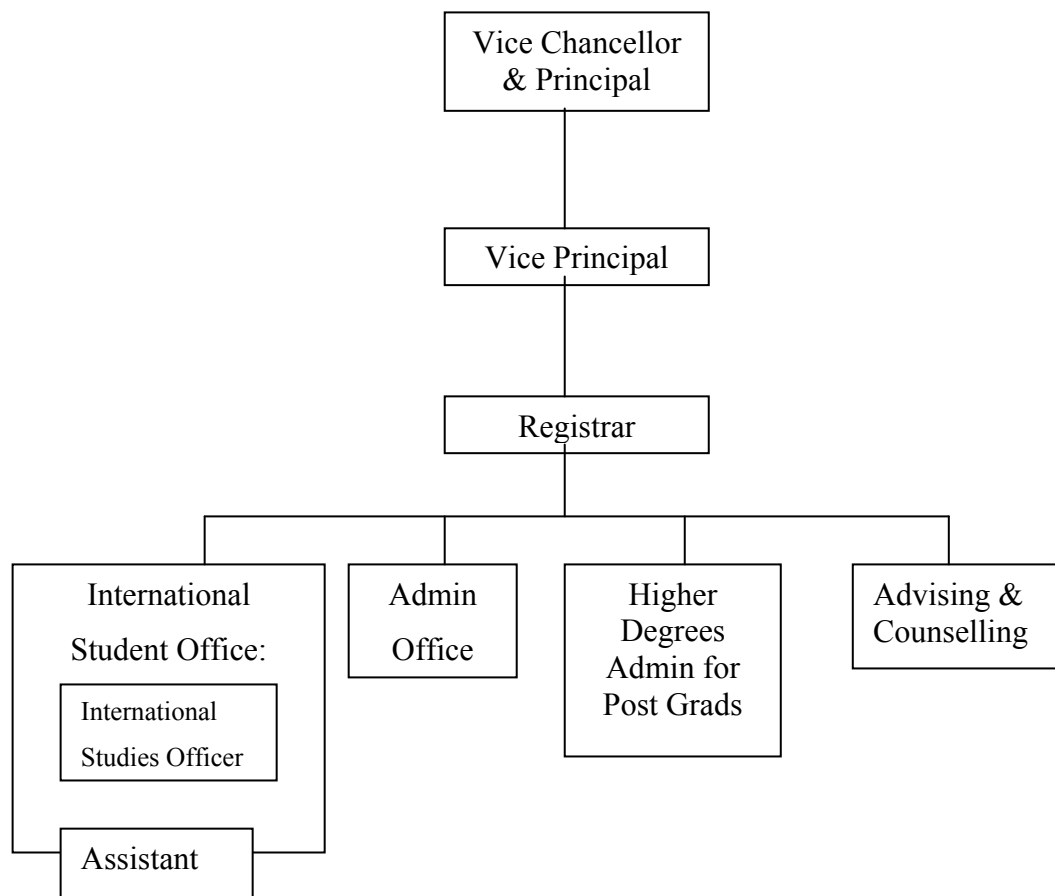 Vice Chancellor
& Principal
Vice Principal
Registrar
International
Student Office:
International
Studies Officer
Assistant
Admin
Office
Higher
Degrees
Admin for
Post Grads
Advising &
Counselling